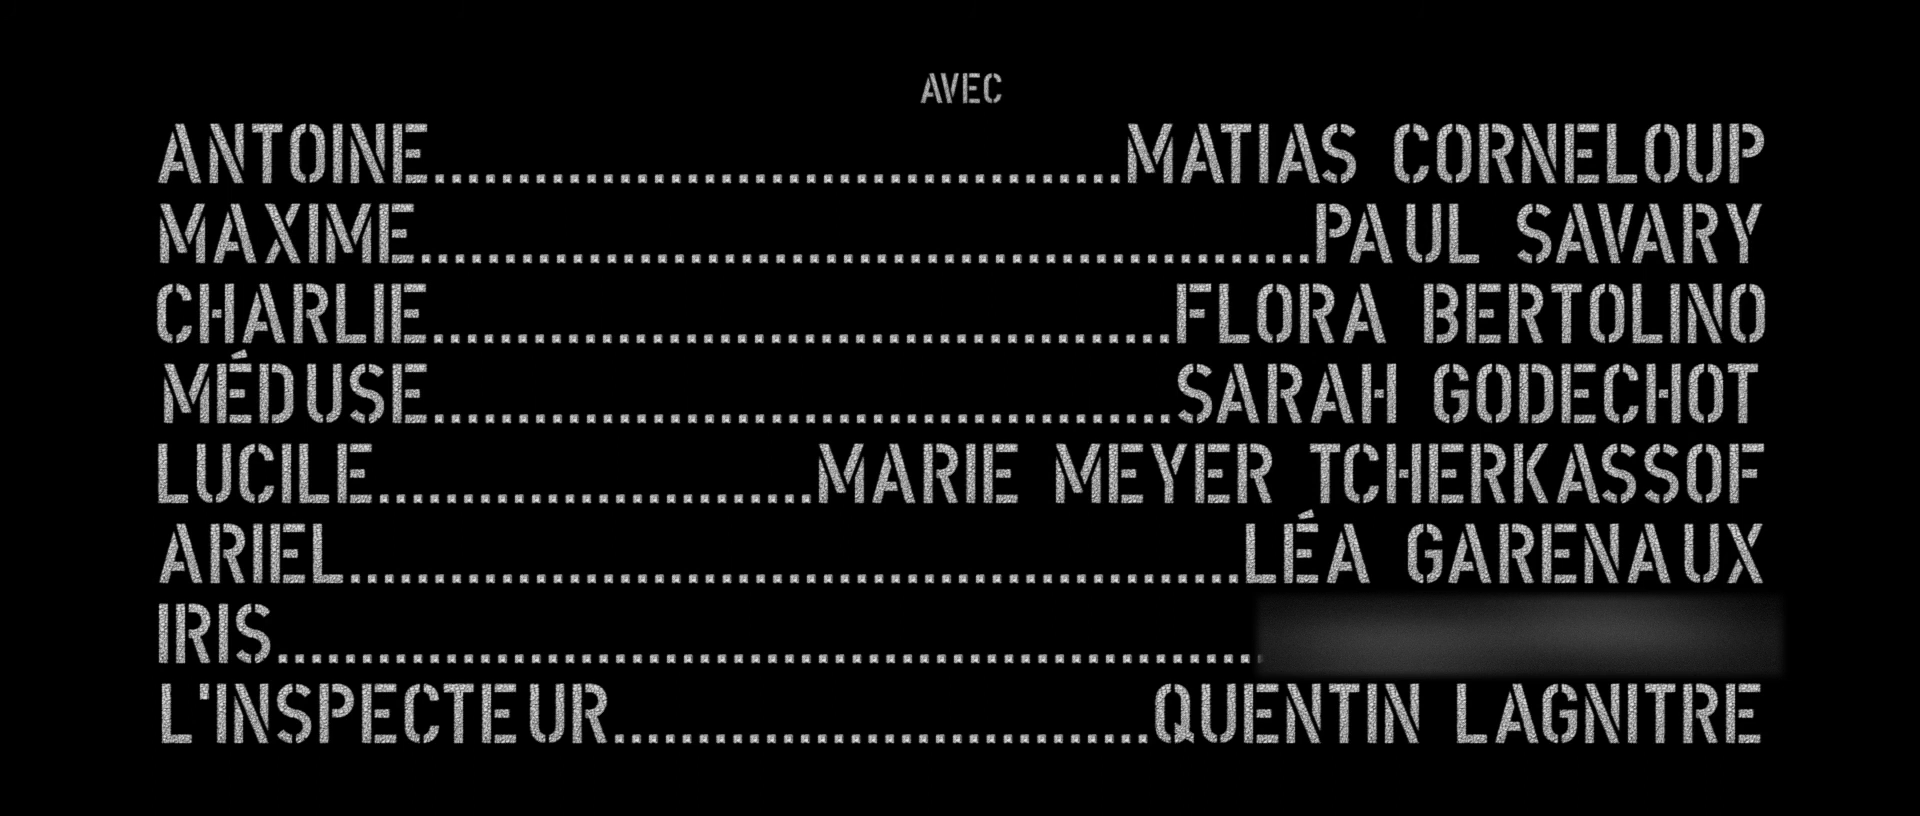 AVEC
ANTOINE.........................................MATIAS CORNELOUP
MAXIME.....................................................PAUL SAVARY
CHARLIE............................................FLORA BERTOLINO
MÉDUSE............................................SARAH GODECHOT
LUCILE..........................MARIE MEYER TCHERKASSOF
ARIEL.....................................................LÉA GARENAUX
IRIS..........................................................
L'INSPECTEUR................................QUENTIN LAGNITRE